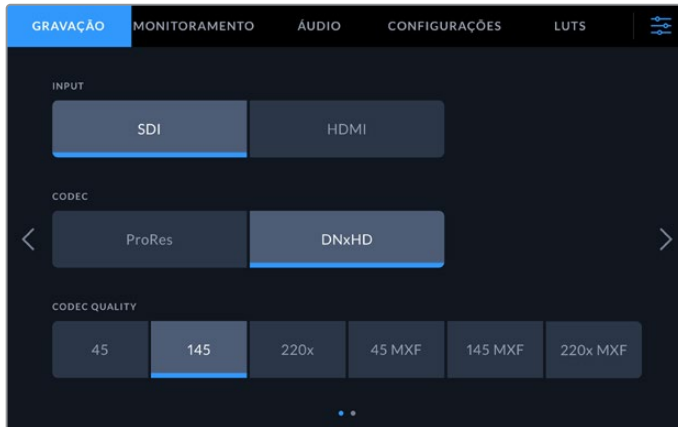 GRAVAÇÃO MONITORAMENTO ÁUDIO CONFIGURAÇÕES LUTS
INPUT
SDI HDMI
CODEC
ProRes DNxHD
CODEC QUALITY
45 145 220x 45 MXF 145 MXF 220x MXF